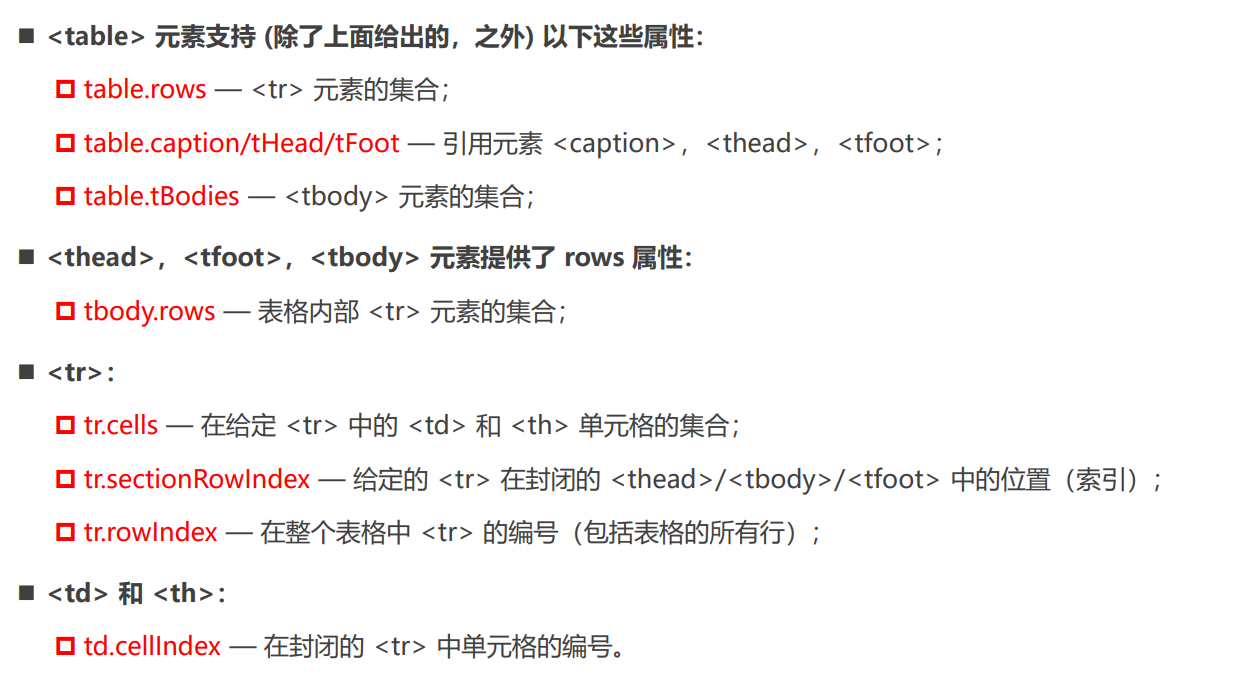 ■ <table> 元素支持 (除了上面给出的，之外) 以下这些属性：
table.rows — <tr> 元素的集合；
table.caption/tHead/tFoot — 引用元素 <caption>，<thead>，<tfoot>；
table.tBodies — <tbody> 元素的集合；
■ <thead>，<tfoot>，<tbody> 元素提供了 rows 属性：
tbody.rows — 表格内部 <tr> 元素的集合；
■ <tr>：
tr.cells — 在给定 <tr> 中的 <td> 和 <th> 单元格的集合；
tr.sectionRowIndex — 给定的 <tr> 在封闭的 <thead>/<tbody>/<tfoot> 中的位置（索引）；
tr.rowIndex — 在整个表格中 <tr> 的编号（包括表格的所有行）；
■ <td> 和 <th>：
td.cellIndex — 在封闭的 <tr> 中单元格的编号。